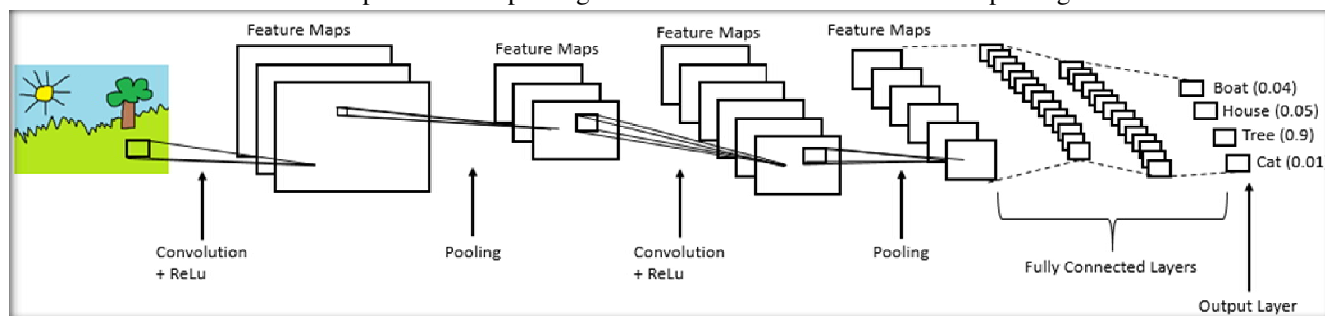 Feature Maps
Feature Maps
Feature Maps
Feature Maps
Boat (0.04)
House (0.05)
Tree (0.9)
Cat (0.01
Convolution
+ ReLu
Pooling
Convolution
+ ReLu
Pooling
Fully Connected Layers
Output Layer